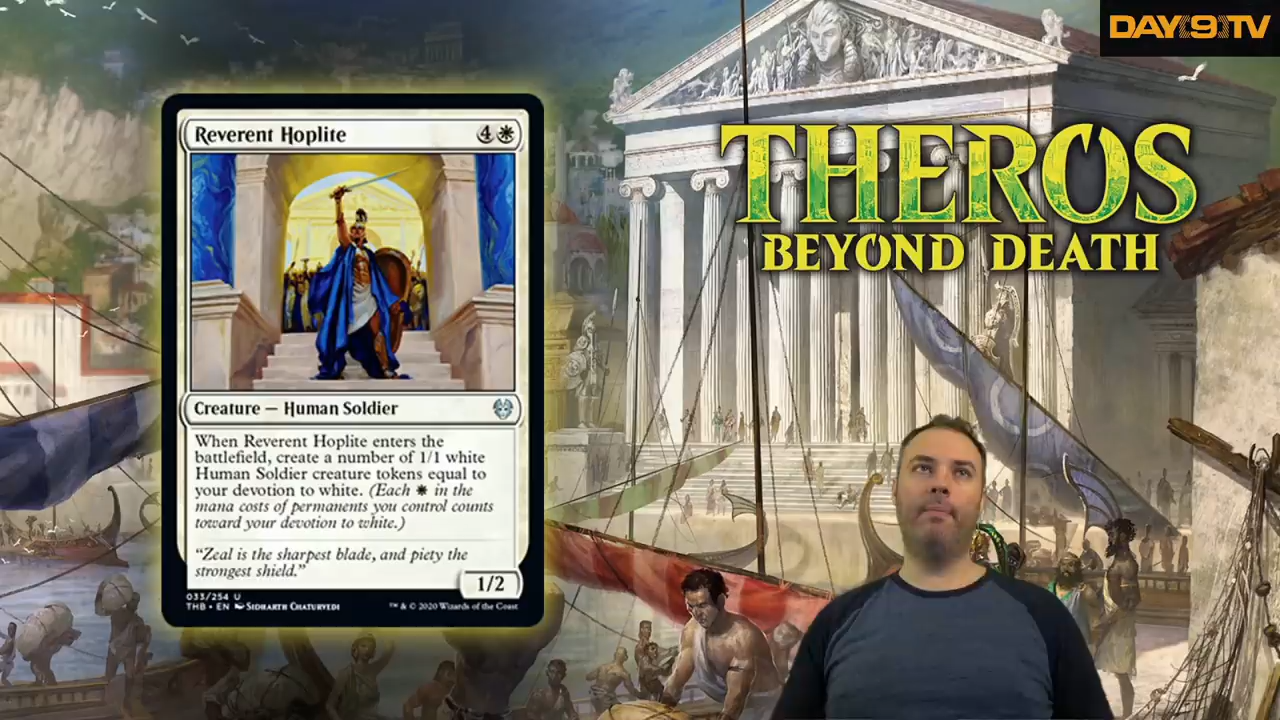 DAY[9]TV
THEROS
BEYOND DEATH
Reverent Hoplite
4
Creature — Human Soldier
When Reverent Hoplite enters the
battlefield, create a number of 1/1 white
Human Soldier creature tokens equal to
your devotion to white. (Each in the
mana costs of permanents you control counts
toward your devotion to white.)
“Zeal is the sharpest blade, and piety the
strongest shield.”
1/2
033/254 U
THB • EN Sidharth Chaturvedi
™ & © 2020 Wizards of the Coast